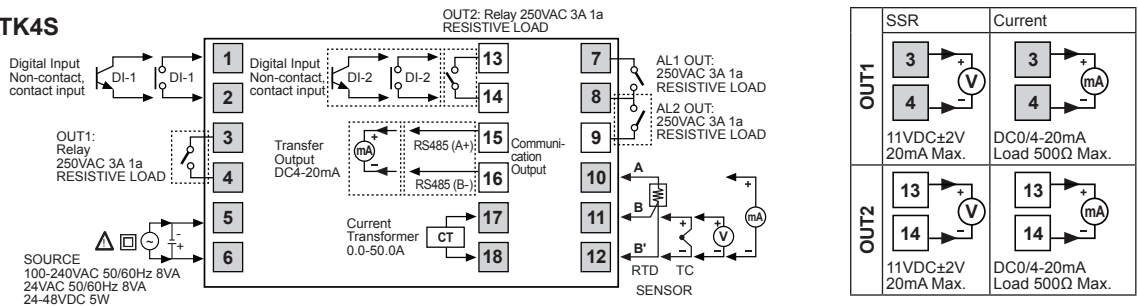 TK4S
OUT2: Relay 250VAC 3A 1a
RESISTIVE LOAD
Digital Input
Non-contact,
contact input
DI-1
DI-1
1
2
Digital Input
Non-contact,
contact input
DI-2
DI-2
13
14
7
8
9
AL1 OUT:
250VAC 3A 1a
RESISTIVE LOAD
AL2 OUT:
250VAC 3A 1a
RESISTIVE LOAD
OUT1:
Relay
250VAC 3A 1a
RESISTIVE LOAD
3
4
Transfer
Output
DC4-20mA
+
mA
-
RS485 (A+)
RS485 (B-)
15
16
Communi-
cation
Output
10
11
12
A
B
B'
RTD
TC
+
-
+
V
-
+
mA
-
SENSOR
5
6
-
+
SOURCE
100-240VAC 50/60Hz 8VA
24VAC 50/60Hz 8VA
24-48VDC 5W
Current
Transformer
0.0-50.0A
CT
17
18
SSR
Current
OUT1
3
4
+
V
-
11VDC±2V
20mA Max.
3
4
+
mA
-
DC0/4-20mA
Load 500Ω Max.
OUT2
13
14
+
V
-
11VDC±2V
20mA Max.
13
14
+
mA
-
DC0/4-20mA
Load 500Ω Max.